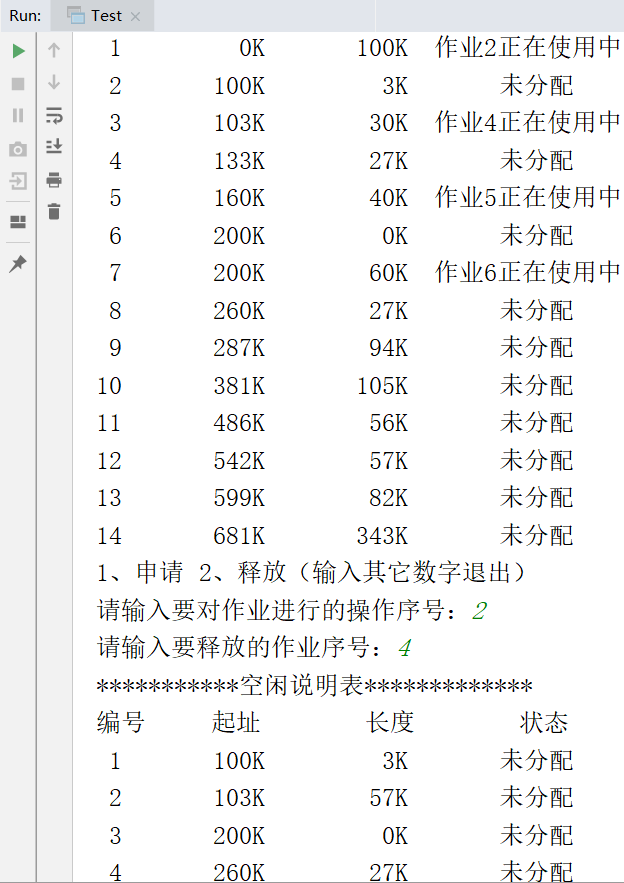 Run: Test
1 0K 100K 作业2正在使用中
2 100K 3K 未分配
3 103K 30K 作业4正在使用中
4 133K 27K 未分配
5 160K 40K 作业5正在使用中
6 200K 0K 未分配
7 200K 60K 作业6正在使用中
8 260K 27K 未分配
9 287K 94K 未分配
10 381K 105K 未分配
11 486K 56K 未分配
12 542K 57K 未分配
13 599K 82K 未分配
14 681K 343K 未分配
1、申请 2、释放（输入其它数字退出）
请输入要对作业进行的操作序号：2
请输入要释放的作业序号：4
***********空闲说明表*************
编号 起址 长度 状态
1 100K 3K 未分配
2 103K 57K 未分配
3 200K 0K 未分配
4 260K 27K 未分配